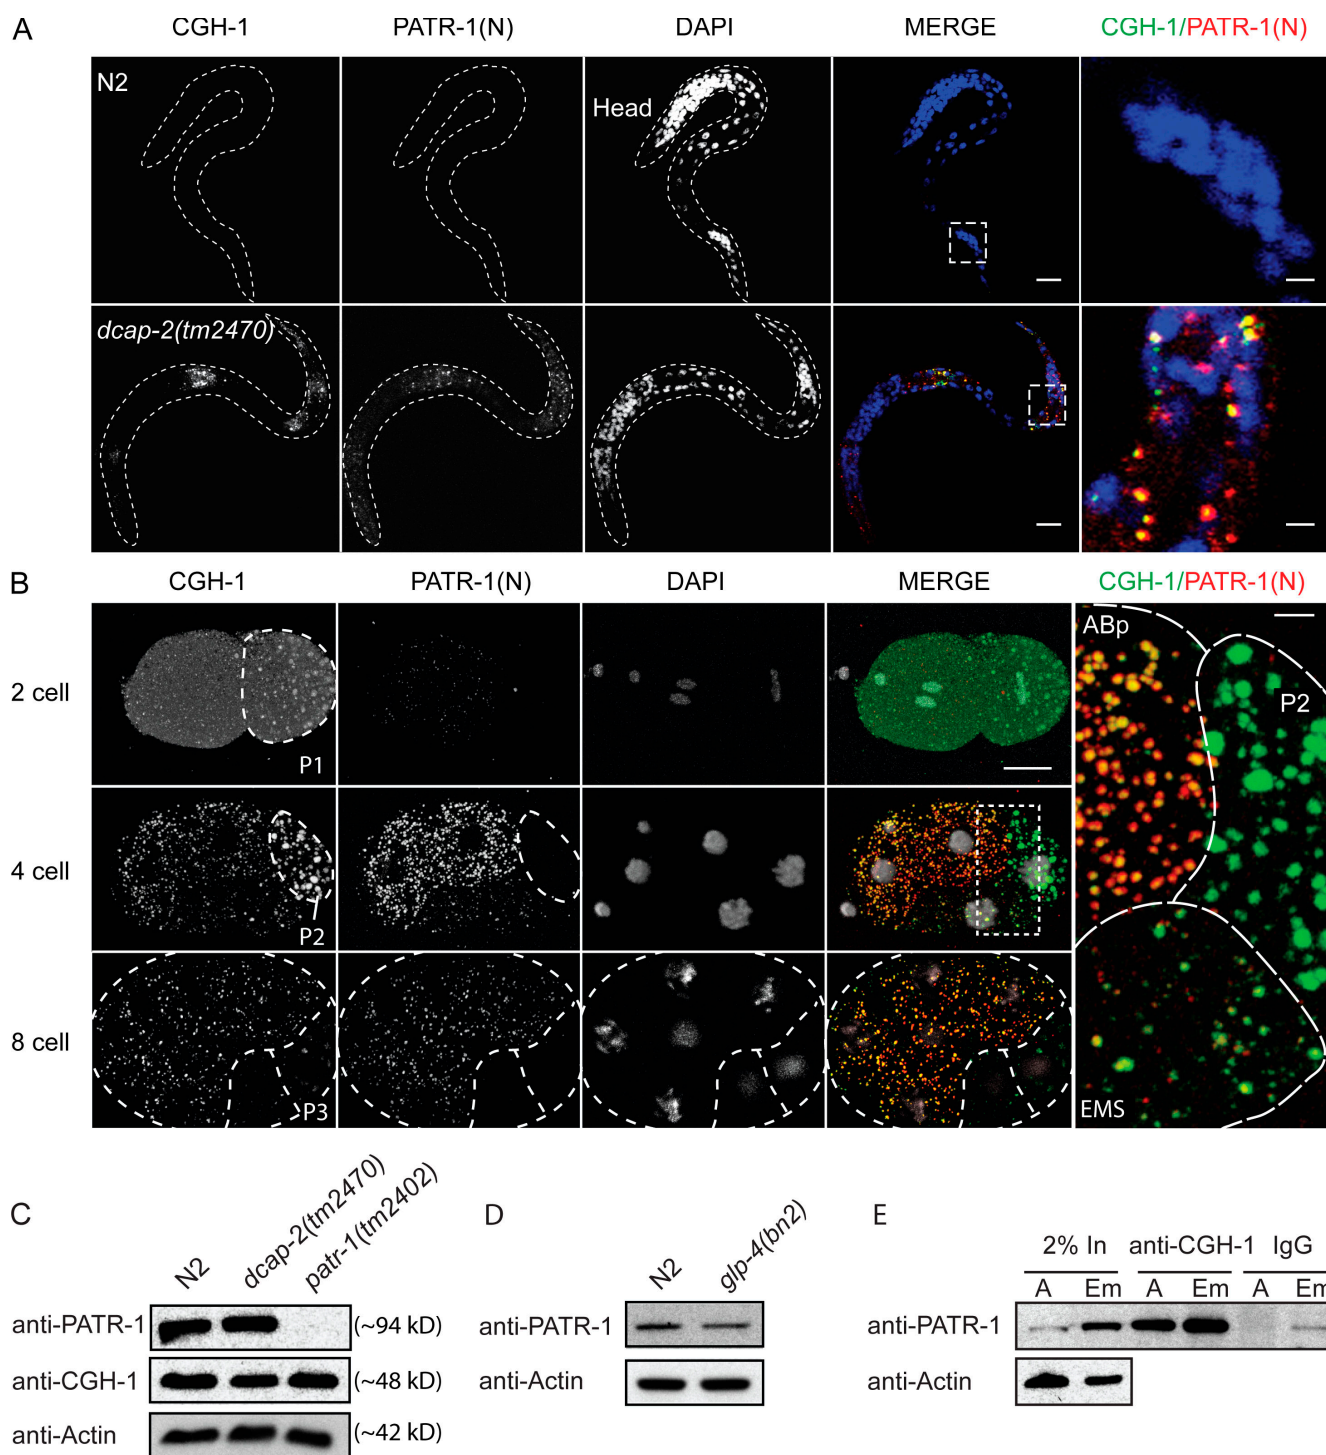 A
CGH-1 PATR-1(N) DAPI MERGE CGH-1/PATR-1(N)
N2
Head
dcap-2(tm2470)
B
CGH-1 PATR-1(N) DAPI MERGE CGH-1/PATR-1(N)
2 cell
P1
ABp
P2
4 cell
P2
8 cell
P3
EMS
C
N2 dcap-2(tm2470) patr-1(tm2402)
anti-PATR-1 (~94 kD)
anti-CGH-1 (~48 kD)
anti-Actin (~42 kD)
D
N2 glp-4(bn2)
anti-PATR-1
anti-Actin
E
2% In anti-CGH-1 IgG
A Em A Em A Em
anti-PATR-1
anti-Actin